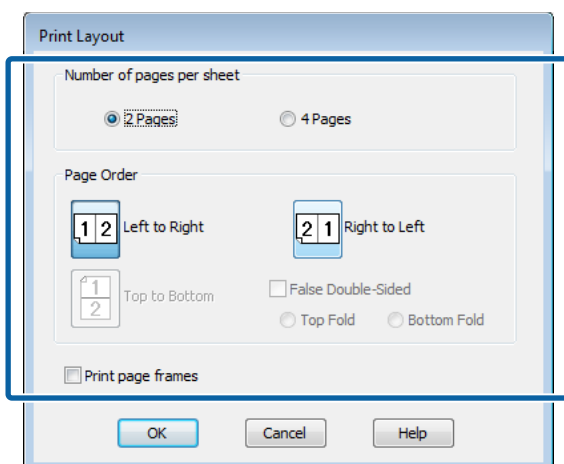 Print Layout
Number of pages per sheet
2 Pages 4 Pages
Page Order
1 2 Left to Right 2 1 Right to Left
1
2
Top to Bottom False Double-Sided
Top Fold Bottom Fold
Print page frames
OK Cancel Help